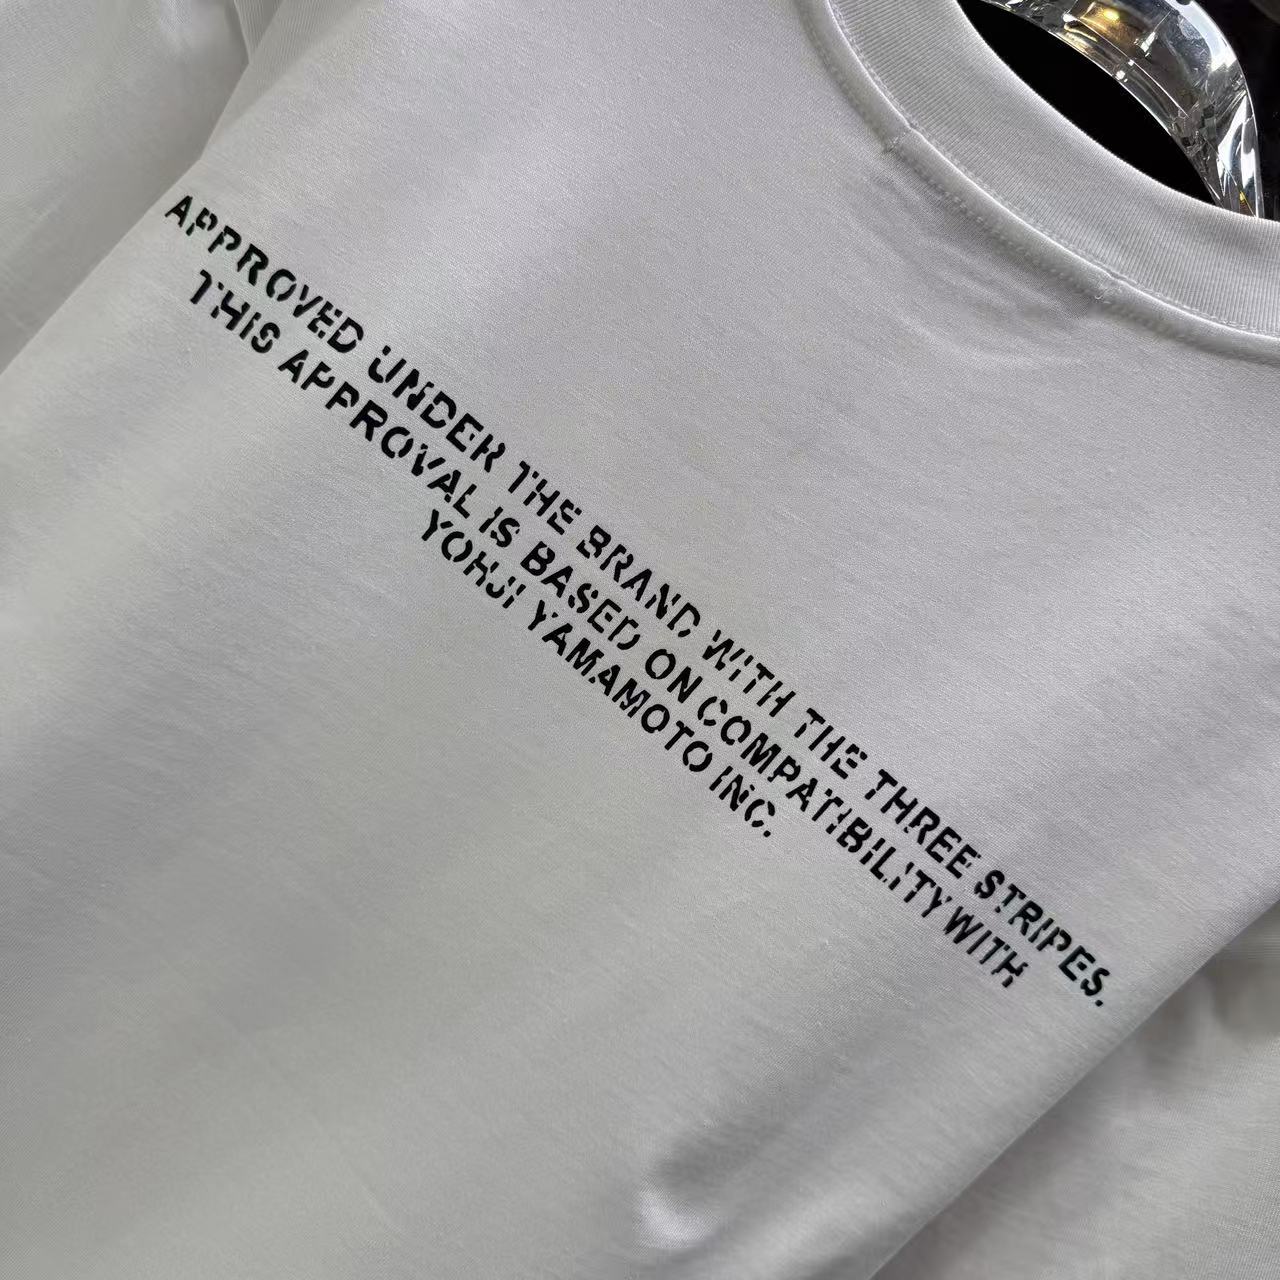 APPROVED UNDER THE BRAND WITH THE THREE STRIPES.
THIS APPROVAL IS BASED ON COMPATIBILITY WITH
YOHJI YAMAMOTO INC.